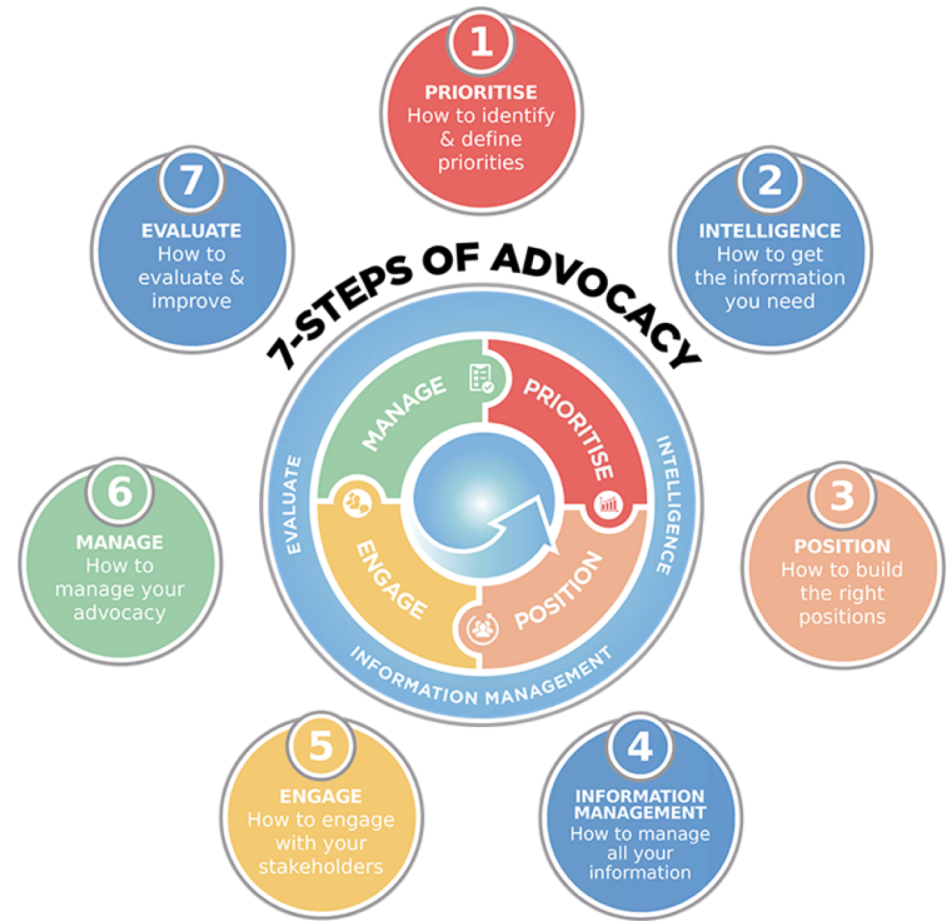 1
PRIORITISE
How to identify
& define
priorities
7
EVALUATE
How to
evaluate &
improve
2
INTELLIGENCE
How to get
the information
you need
7-STEPS OF ADVOCACY
MANAGE
PRIORITISE
EVALUATE
INTELLIGENCE
ENGAGE
POSITION
INFORMATION MANAGEMENT
6
MANAGE
How to
manage your
advocacy
3
POSITION
How to build
the right
positions
5
ENGAGE
How to engage
with your
stakeholders
4
INFORMATION
MANAGEMENT
How to manage
all your
information